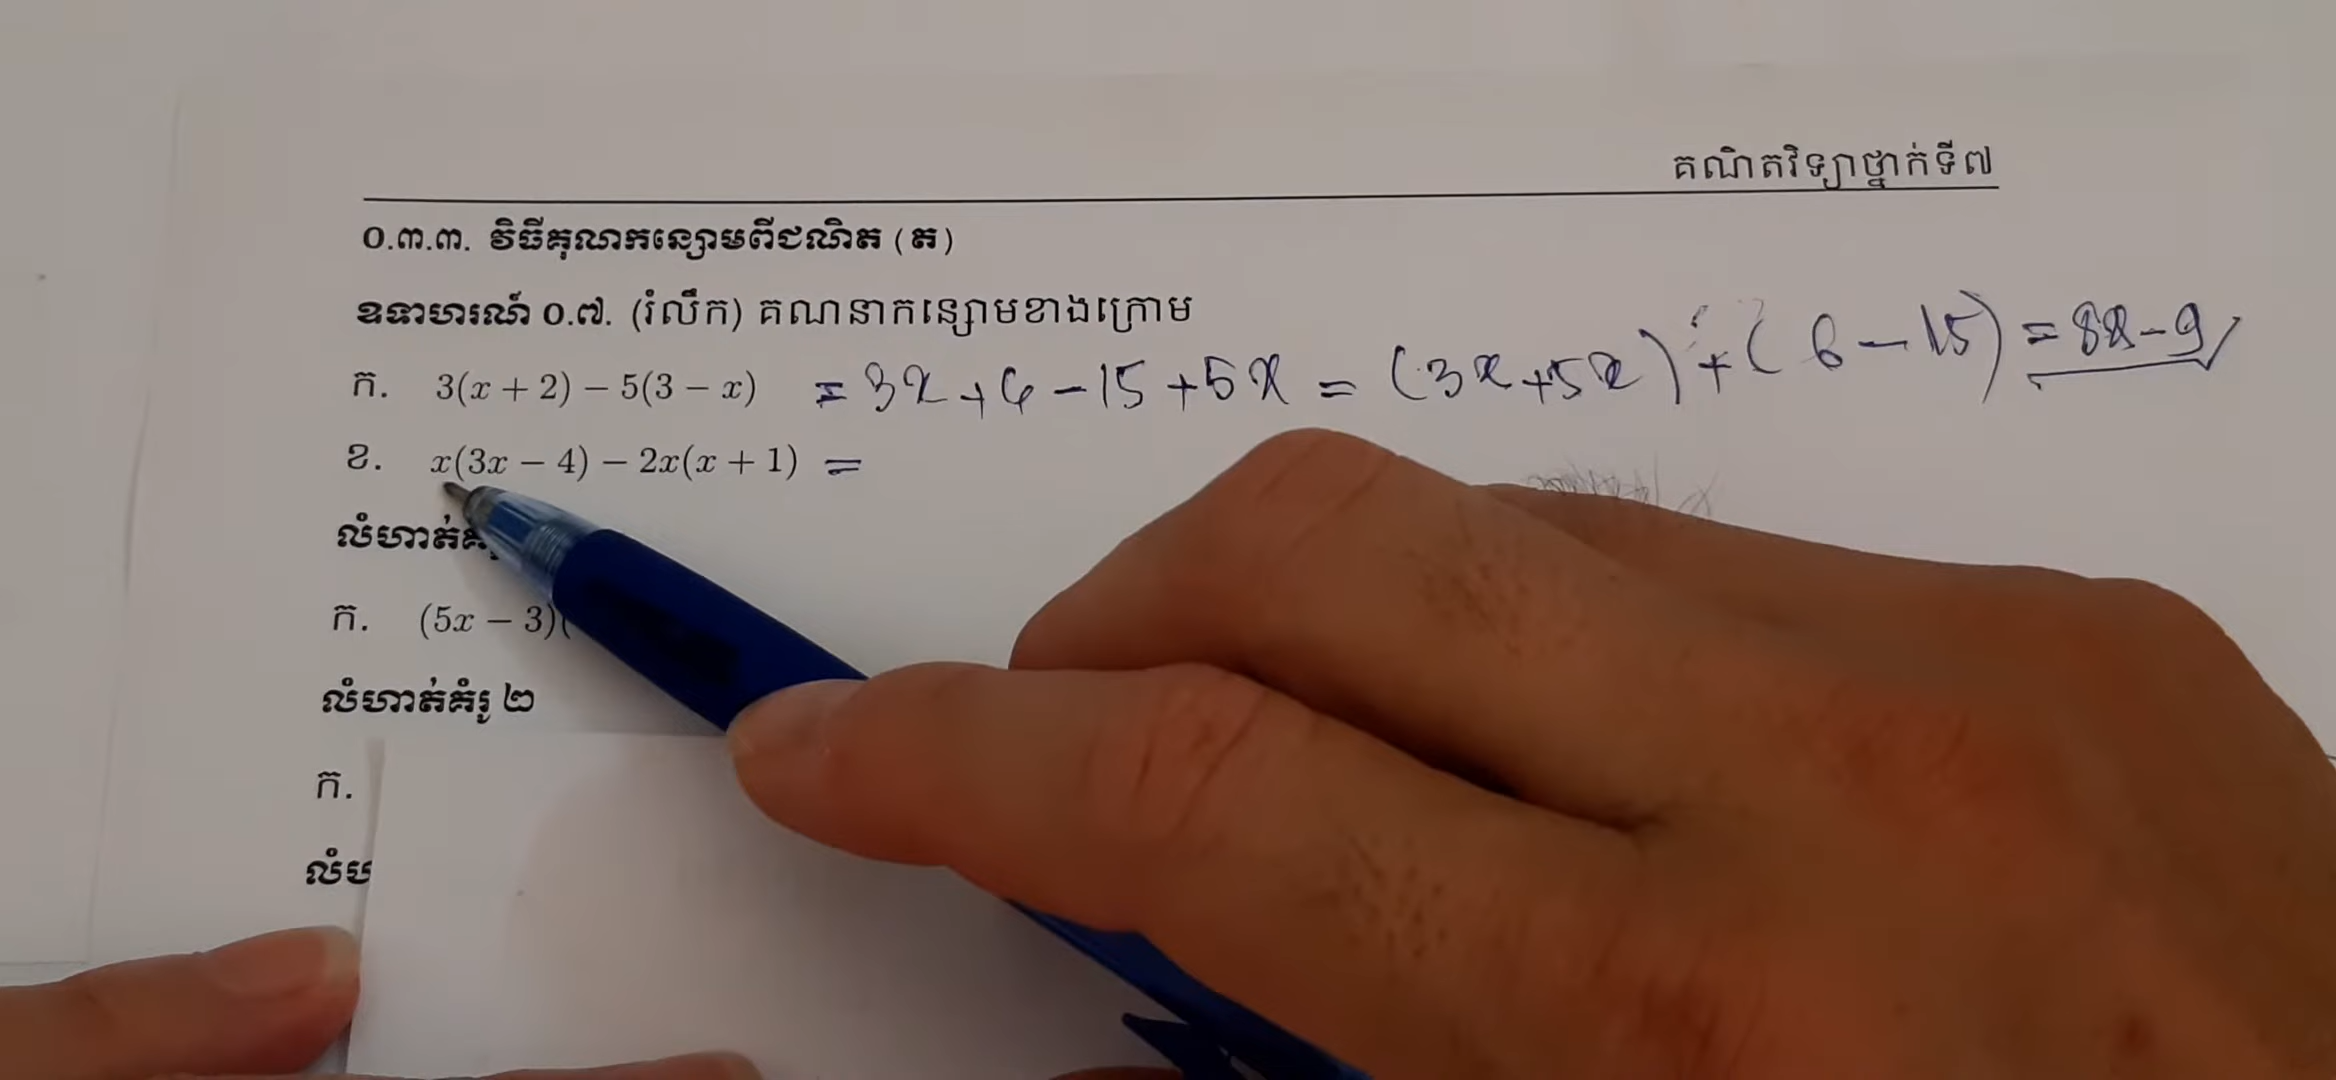 គណិតវិទ្យាថ្នាក់ទី៧
០.៣.៣. វិធីគុណកន្សោមពីជគណិត (ត)
ឧទាហរណ៍ ០.៧. (រំលឹក) គណនាកន្សោមខាងក្រោម
ក. 3(x + 2) − 5(3 − x) = 3x + 6 − 15 + 5x = (3x + 5x) + (6 − 15) = 8x − 9
ខ. x(3x − 4) − 2x(x + 1) =
លំហាត់
ក. (5x − 3)(
លំហាត់គំរូ ២
ក.